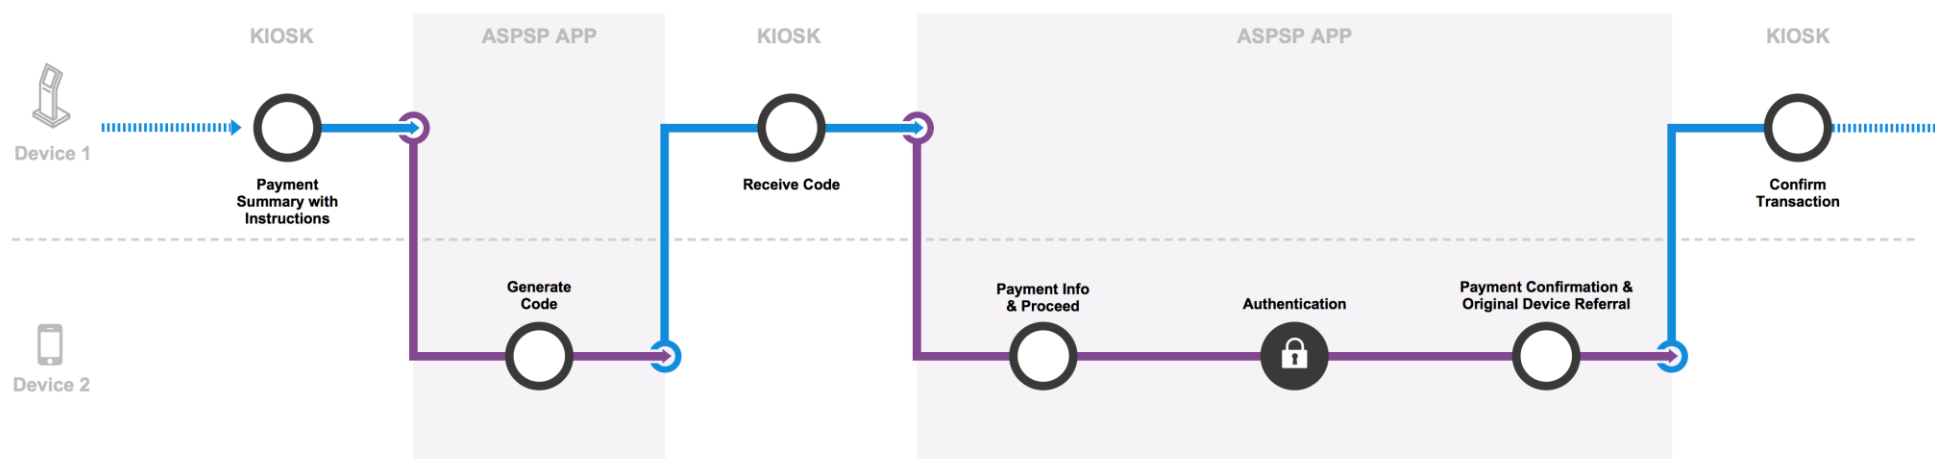 KIOSK
ASPSP APP
KIOSK
ASPSP APP
KIOSK
Device 1
Payment
Summary with
Instructions
Receive Code
Confirm
Transaction
Generate
Code
Payment Info
& Proceed
Authentication
Payment Confirmation &
Original Device Referral
Device 2